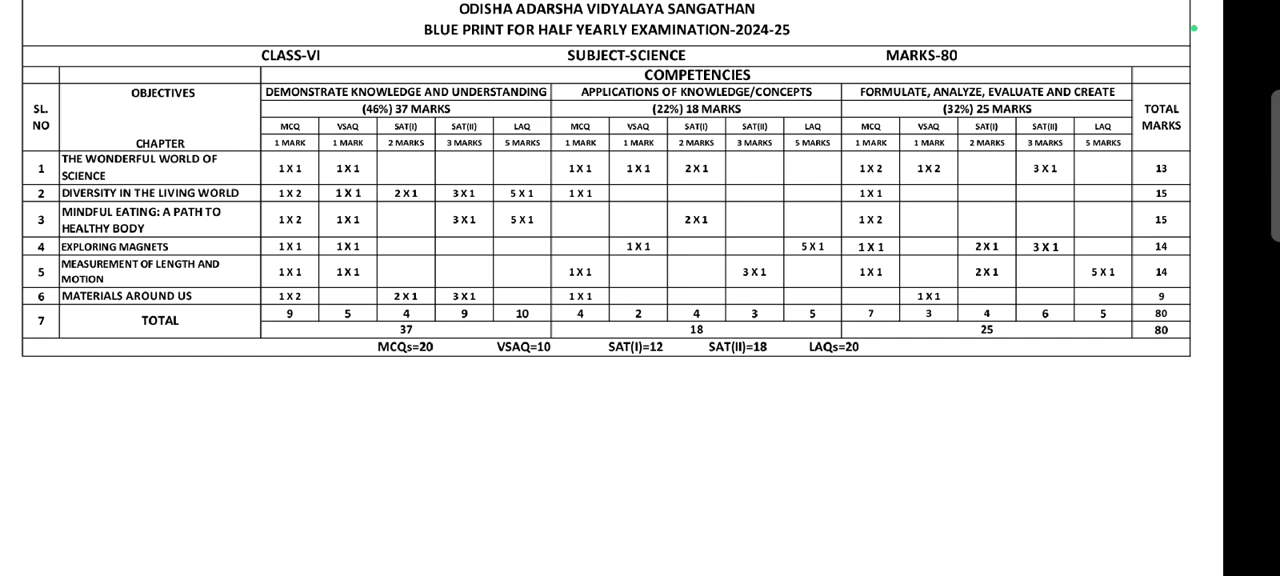 ODISHA ADARSHA VIDYALAYA SANGATHAN
BLUE PRINT FOR HALF YEARLY EXAMINATION-2024-25
CLASS-VI SUBJECT-SCIENCE MARKS-80
COMPETENCIES
SL. NO OBJECTIVES CHAPTER DEMONSTRATE KNOWLEDGE AND UNDERSTANDING APPLICATIONS OF KNOWLEDGE/CONCEPTS FORMULATE, ANALYZE, EVALUATE AND CREATE TOTAL MARKS
(46%) 37 MARKS (22%) 18 MARKS (32%) 25 MARKS
MCQ VSAQ SAT(I) SAT(II) LAQ MCQ VSAQ SAT(I) SAT(II) LAQ MCQ VSAQ SAT(I) SAT(II) LAQ
1 MARK 1 MARK 2 MARKS 3 MARKS 5 MARKS 1 MARK 1 MARK 2 MARKS 3 MARKS 5 MARKS 1 MARK 1 MARK 2 MARKS 3 MARKS 5 MARKS
1 THE WONDERFUL WORLD OF SCIENCE 1 X 1 1 X 1 1 X 1 1 X 1 2 X 1 1 X 2 1 X 2 3 X 1 13
2 DIVERSITY IN THE LIVING WORLD 1 X 2 1 X 1 2 X 1 3 X 1 5 X 1 1 X 1 1 X 1 15
3 MINDFUL EATING: A PATH TO HEALTHY BODY 1 X 2 1 X 1 3 X 1 5 X 1 2 X 1 1 X 2 15
4 EXPLORING MAGNETS 1 X 1 1 X 1 1 X 1 5 X 1 1 X 1 2 X 1 3 X 1 14
5 MEASUREMENT OF LENGTH AND MOTION 1 X 1 1 X 1 1 X 1 3 X 1 1 X 1 2 X 1 5 X 1 14
6 MATERIALS AROUND US 1 X 2 2 X 1 3 X 1 1 X 1 1 X 1 9
7 TOTAL 9 5 4 9 10 4 2 4 3 5 7 3 4 6 5 80
37 18 25 80
MCQs=20 VSAQ=10 SAT(I)=12 SAT(II)=18 LAQs=20